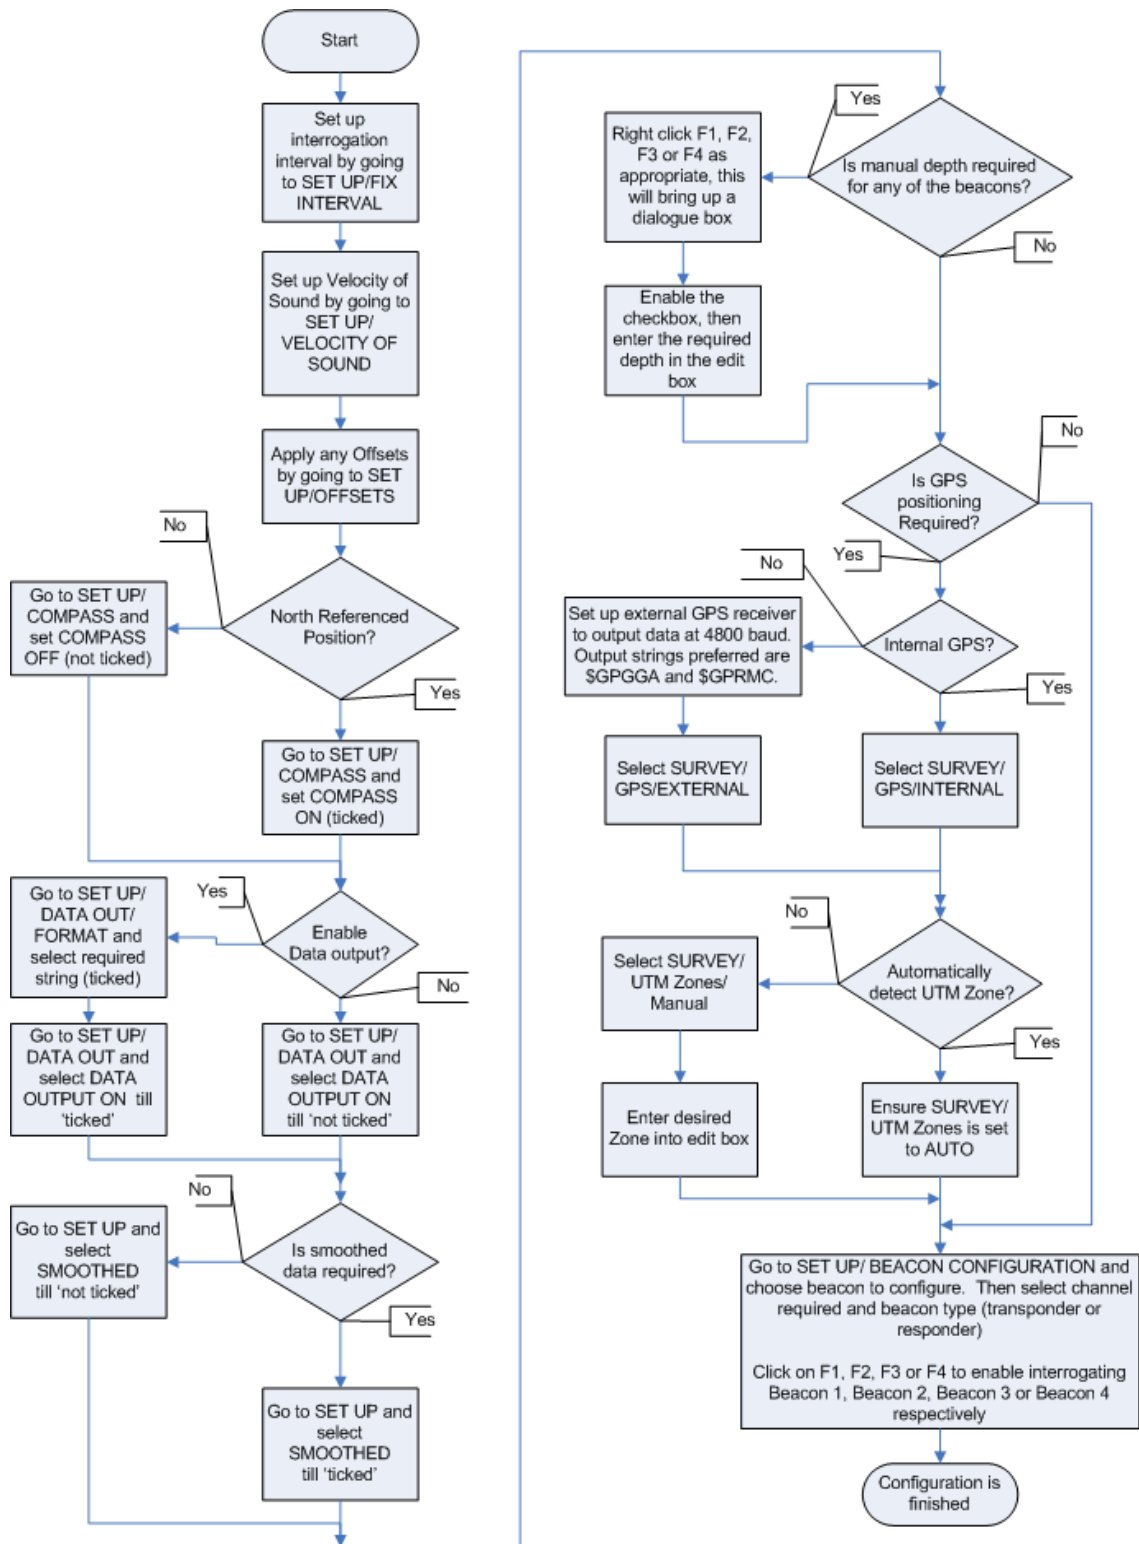 Start
Set up
interrogation
interval by going
to SET UP/FIX
INTERVAL
Set up Velocity of
Sound by going to
SET UP/
VELOCITY OF
SOUND
Apply any Offsets
by going to SET
UP/OFFSETS
No
North Referenced
Position?
Yes
Go to SET UP/
COMPASS and
set COMPASS
OFF (not ticked)
Go to SET UP/
COMPASS and
set COMPASS
ON (ticked)
Yes
Enable
Data output?
No
Go to SET UP/
DATA OUT/
FORMAT and
select required
string (ticked)
Go to SET UP/
DATA OUT and
select DATA
OUTPUT ON till
'ticked'
Go to SET UP/
DATA OUT and
select DATA
OUTPUT ON
till 'not ticked'
No
Is smoothed
data required?
Yes
Go to SET UP and
select
SMOOTHED
till 'not ticked'
Go to SET UP and
select
SMOOTHED
till 'ticked'
Yes
Is manual depth required
for any of the beacons?
No
Right click F1, F2,
F3 or F4 as
appropriate, this
will bring up a
dialogue box
Enable the
checkbox, then
enter the required
depth in the edit
box
No
Is GPS
positioning
Required?
Yes
No
Internal GPS?
Yes
Set up external GPS receiver
to output data at 4800 baud.
Output strings preferred are
$GPGGA and $GPRMC.
Select SURVEY/
GPS/EXTERNAL
Select SURVEY/
GPS/INTERNAL
No
Automatically
detect UTM Zone?
Yes
Select SURVEY/
UTM Zones/
Manual
Enter desired
Zone into edit box
Ensure SURVEY/
UTM Zones is set
to AUTO
Go to SET UP/ BEACON CONFIGURATION and
choose beacon to configure. Then select channel
required and beacon type (transponder or
responder)
Click on F1, F2, F3 or F4 to enable interrogating
Beacon 1, Beacon 2, Beacon 3 or Beacon 4
respectively
Configuration is
finished